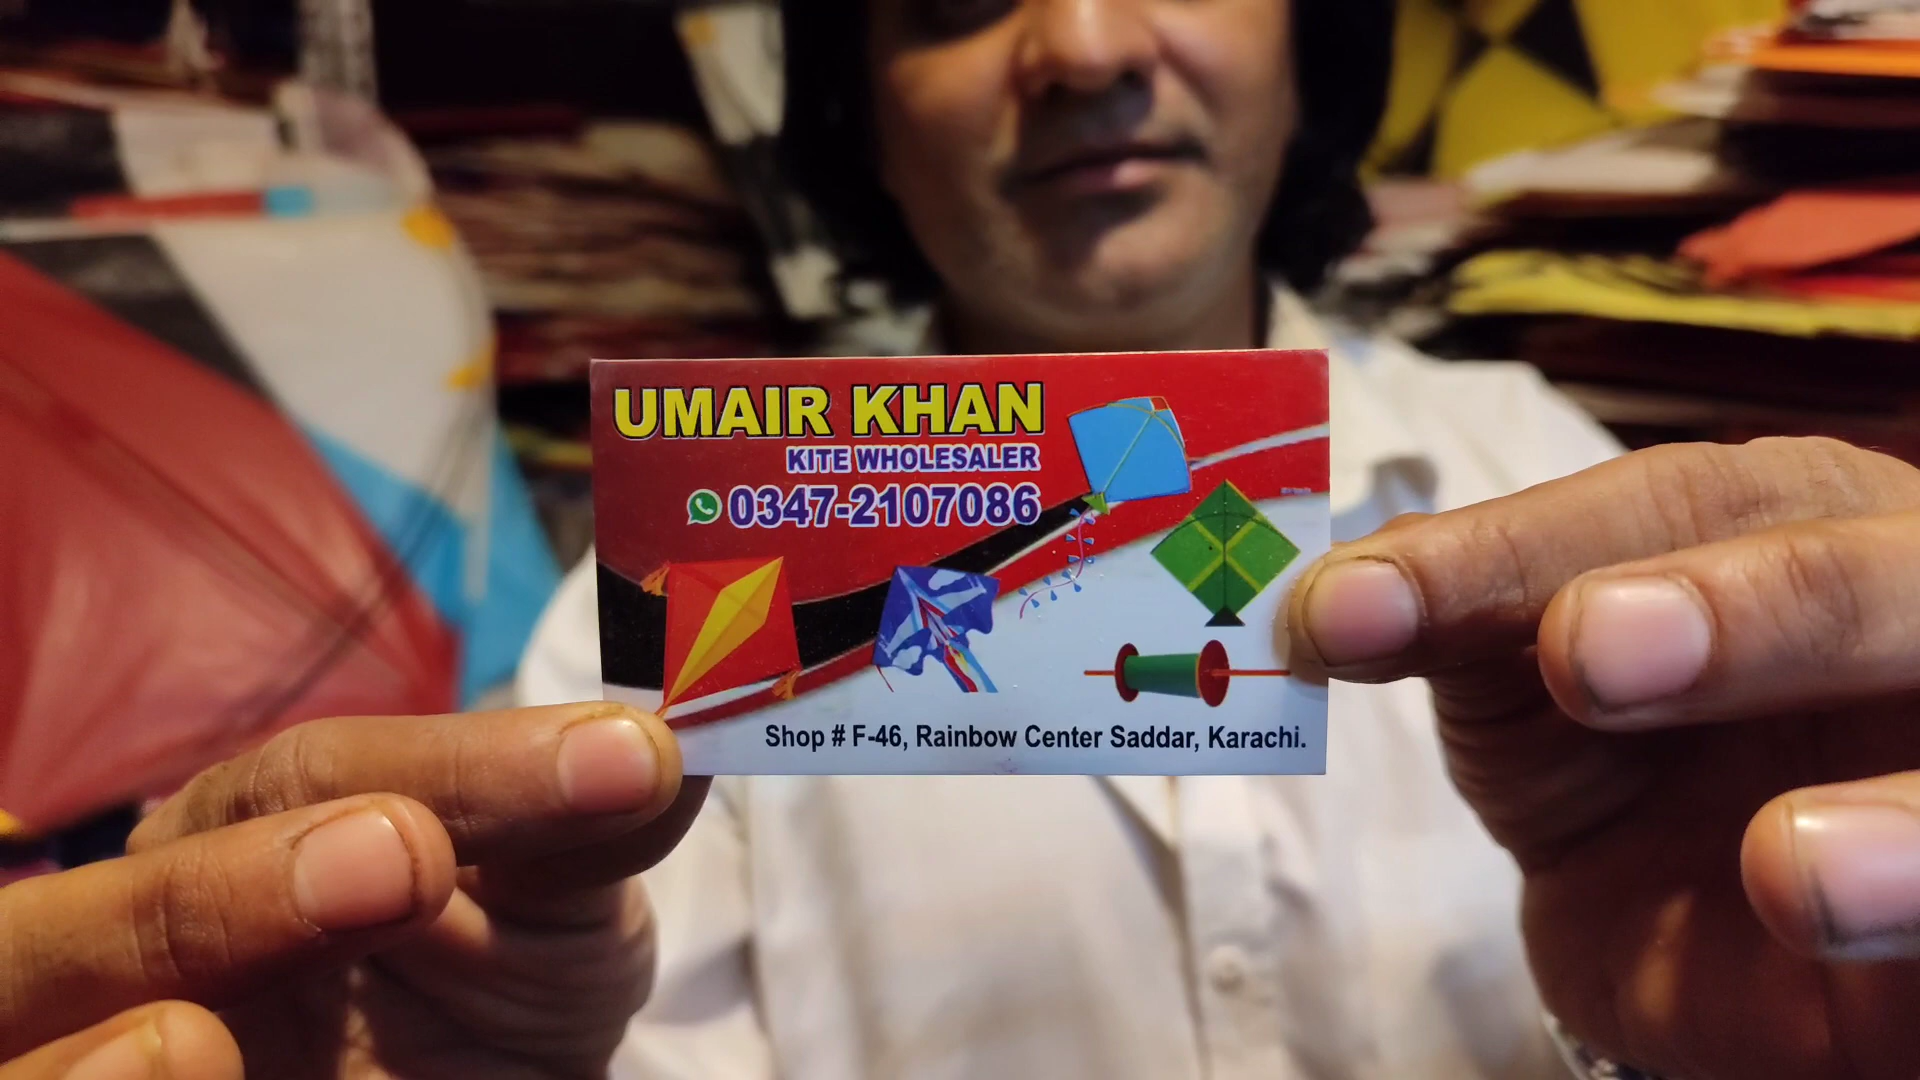 UMAIR KHAN
KITE WHOLESALER
0347-2107086
Shop # F-46, Rainbow Center Saddar, Karachi.